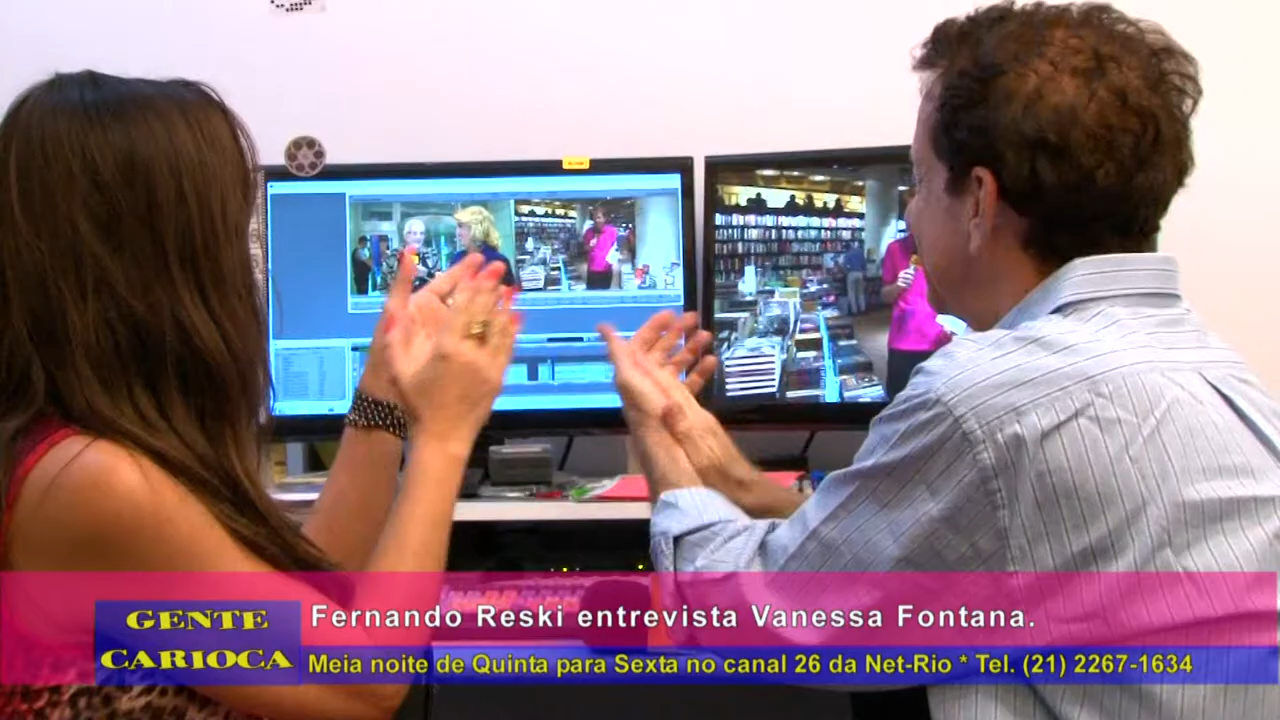 GENTE
CARIOCA
Fernando Reski entrevista Vanessa Fontana.
Meia noite de Quinta para Sexta no canal 26 da Net-Rio * Tel. (21) 2267-1634